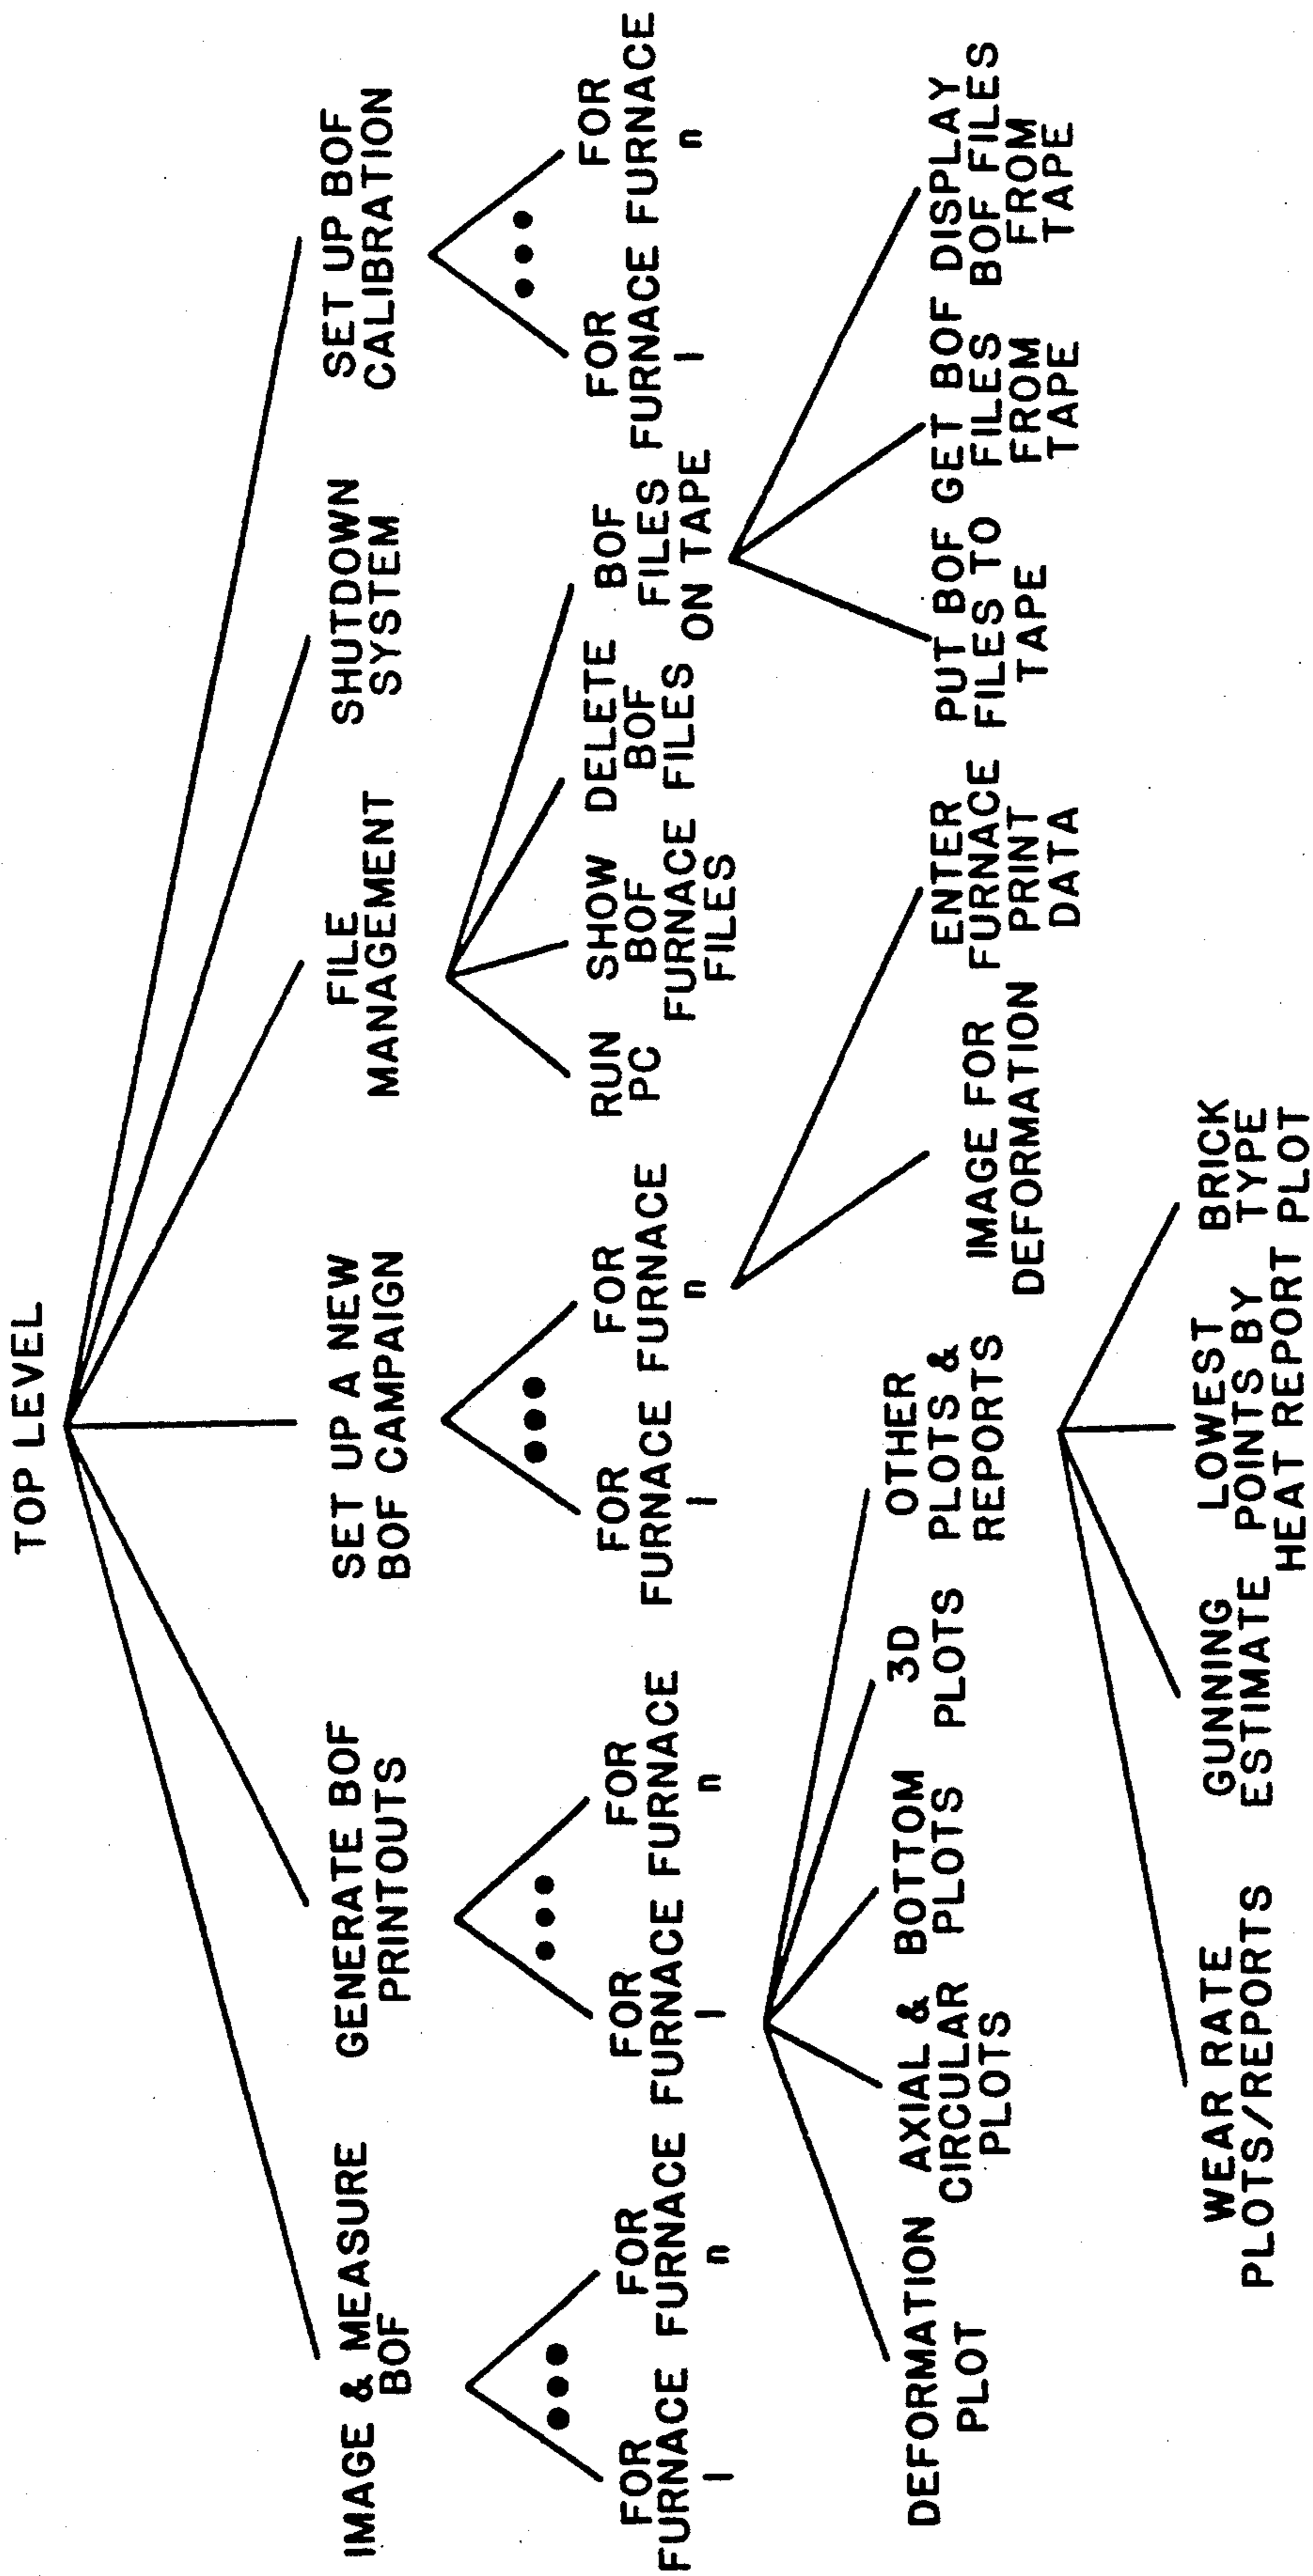 TOP LEVEL
IMAGE & MEASURE
BOF
GENERATE BOF
PRINTOUTS
SET UP A NEW
BOF CAMPAIGN
FILE
MANAGEMENT
SHUTDOWN
SYSTEM
SET UP BOF
CALIBRATION
FOR
FURNACE
1
FOR
FURNACE
n
FOR
FURNACE
1
FOR
FURNACE
n
FOR
FURNACE
1
FOR
FURNACE
n
RUN
PC
SHOW
BOF
FURNACE
FILES
DELETE
BOF
FILES
BOF
FILES
ON TAPE
FOR
FURNACE
1
FOR
FURNACE
n
DEFORMATION
PLOT
AXIAL &
CIRCULAR
PLOTS
BOTTOM
PLOTS
3D
PLOTS
OTHER
PLOTS &
REPORTS
IMAGE FOR
DEFORMATION
ENTER
FURNACE
PRINT
DATA
PUT BOF
FILES TO
TAPE
GET BOF
FILES
FROM
TAPE
DISPLAY
BOF FILES
FROM
TAPE
WEAR RATE
PLOTS/REPORTS
GUNNING
ESTIMATE
LOWEST
POINTS BY
HEAT REPORT
BRICK
TYPE
PLOT